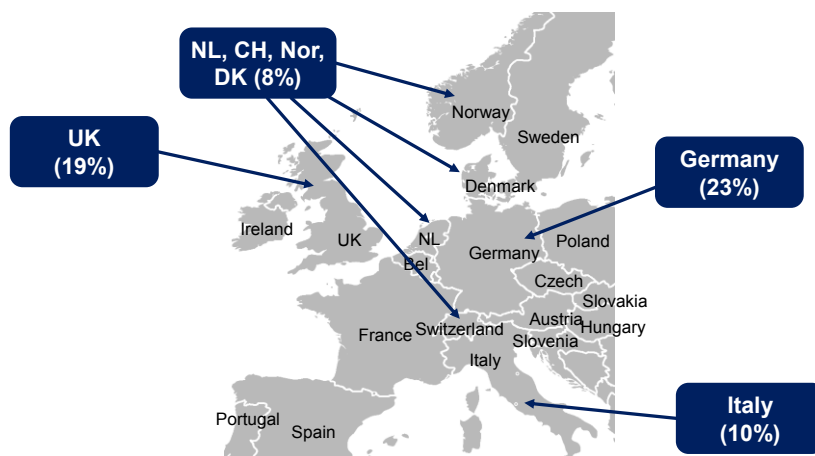 NL, CH, Nor,
DK (8%)
UK
(19%)
Germany
(23%)
Italy
(10%)
Norway
Sweden
Denmark
Ireland
UK
NL
Bel
Germany
Poland
Czech
Slovakia
Austria
Hungary
Slovenia
Switzerland
France
Italy
Portugal
Spain